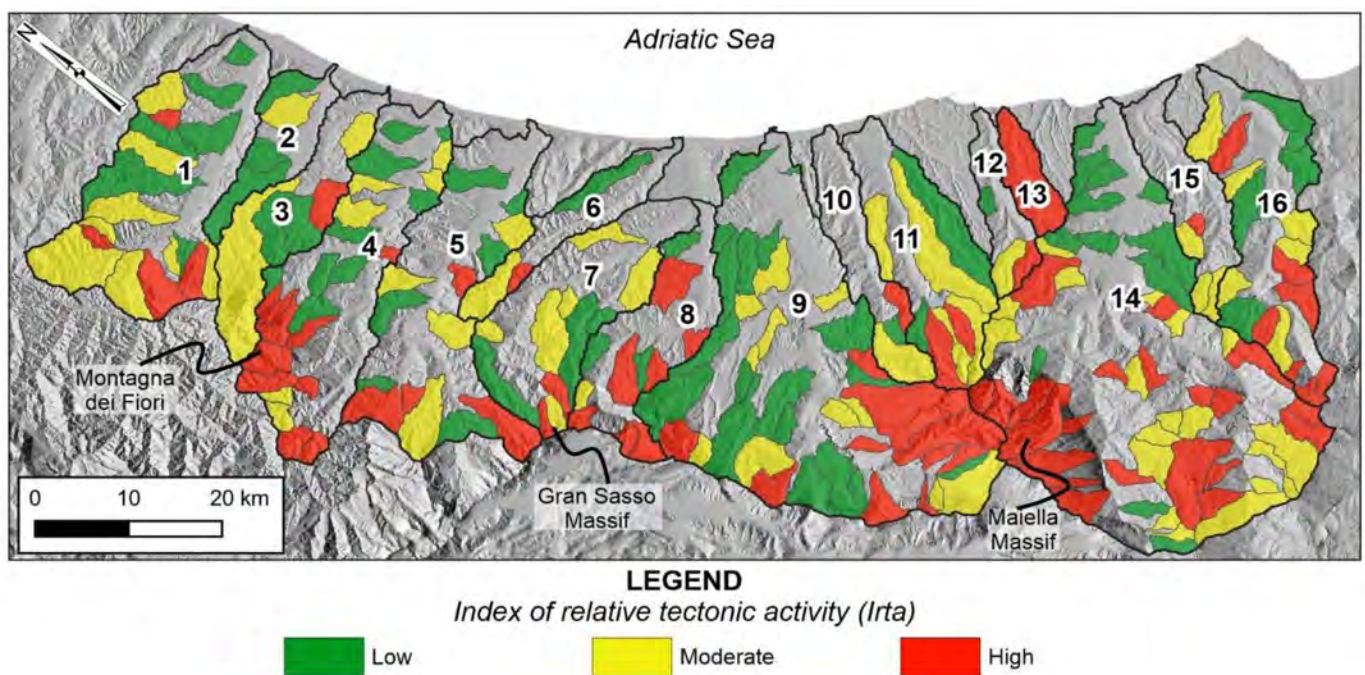 N
Adriatic Sea
1
2
3
4
5
6
7
8
9
10
11
12
13
14
15
16
Montagna
dei Fiori
Gran Sasso
Massif
Maiella
Massif
0 10 20 km
LEGEND
Index of relative tectonic activity (Irta)
Low Moderate High